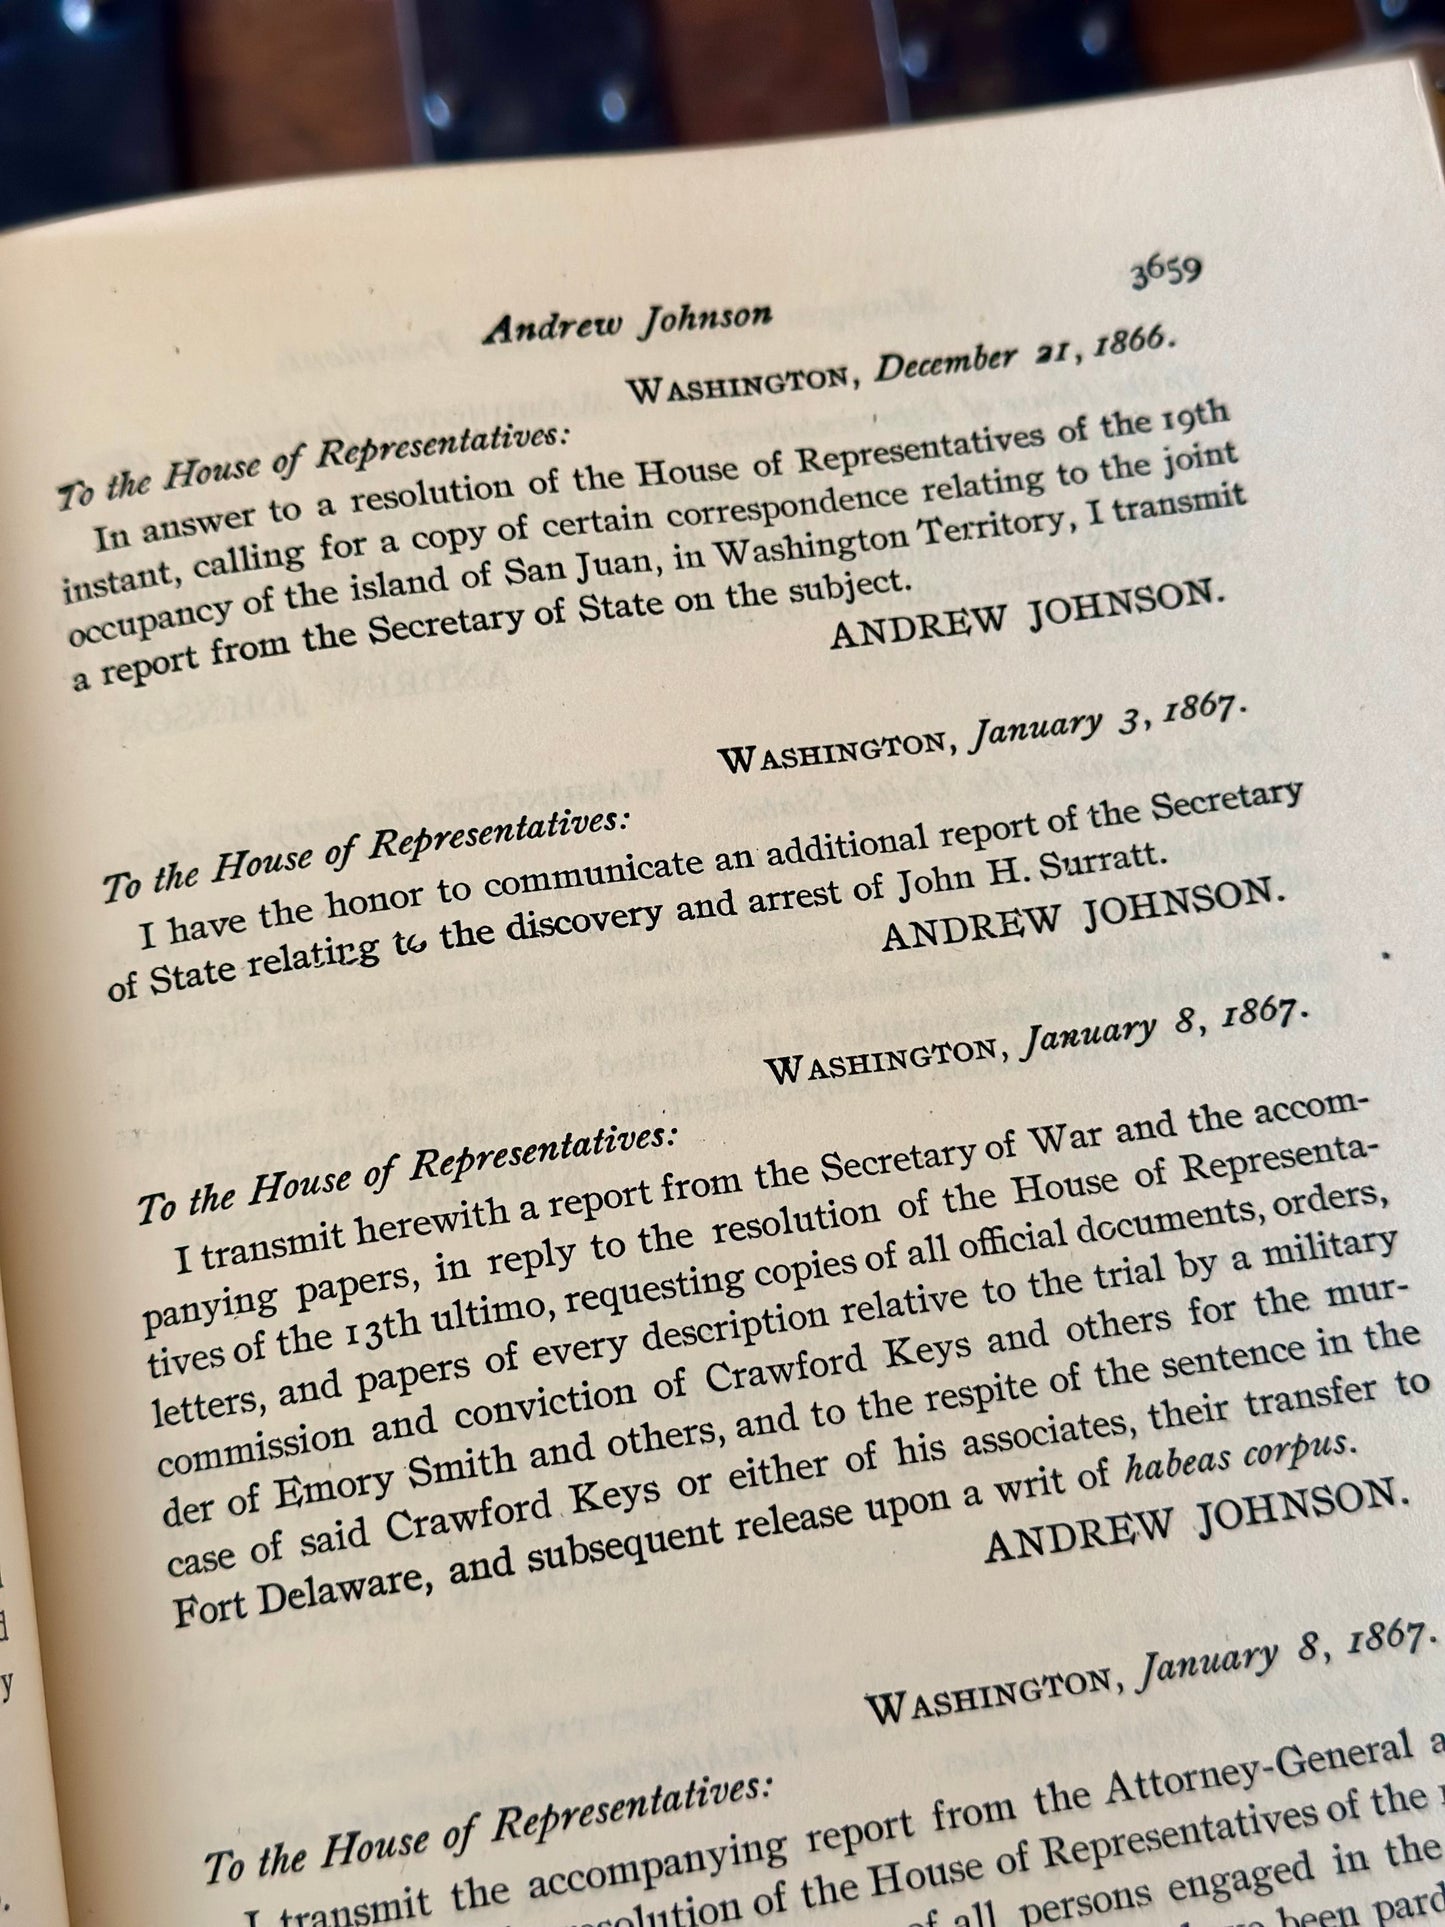 3659
Andrew Johnson
WASHINGTON, December 21, 1866.
To the House of Representatives:
In answer to a resolution of the House of Representatives of the 19th
instant, calling for a copy of certain correspondence relating to the joint
occupancy of the island of San Juan, in Washington Territory, I transmit
a report from the Secretary of State on the subject.
ANDREW JOHNSON.
WASHINGTON, January 3, 1867.
To the House of Representatives:
I have the honor to communicate an additional report of the Secretary
of State relating to the discovery and arrest of John H. Surratt.
ANDREW JOHNSON.
WASHINGTON, January 8, 1867.
To the House of Representatives:
I transmit herewith a report from the Secretary of War and the accom-
panying papers, in reply to the resolution of the House of Representa-
tives of the 13th ultimo, requesting copies of all official documents, orders,
letters, and papers of every description relative to the trial by a military
commission and conviction of Crawford Keys and others for the mur-
der of Emory Smith and others, and to the respite of the sentence in the
case of said Crawford Keys or either of his associates, their transfer to
Fort Delaware, and subsequent release upon a writ of habeas corpus.
ANDREW JOHNSON.
WASHINGTON, January 8, 1867.
To the House of Representatives:
I transmit the accompanying report from the Attorney-General a
of the House of Representatives of the
of all persons engaged in the
been